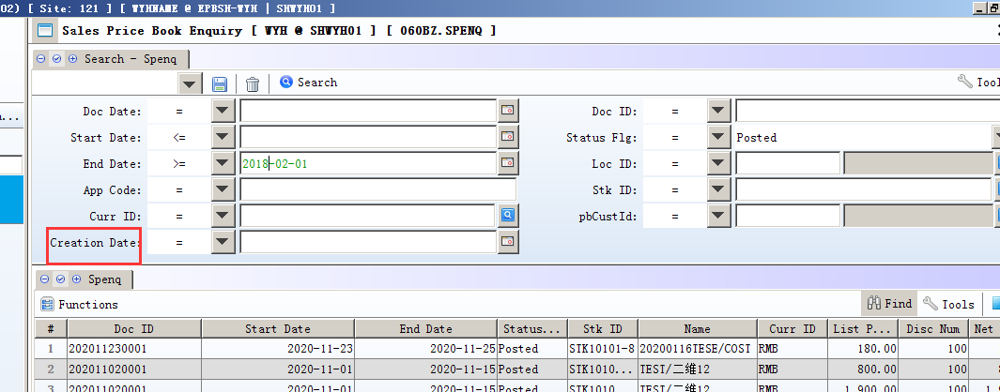 02) [ Site: 121 ] [ WYHNAME @ EPBSH-WYH | SHWYH01 ]
Sales Price Book Enquiry [ WYH @ SHWYH01 ] [ 060BZ.SPENQ ]
Search - Spenq
Search Tool
Doc Date: = Doc ID: =
Start Date: <= Status Flg: = Posted
End Date: >= 2018-02-01 Loc ID: =
App Code: = Stk ID: =
Curr ID: = pbCustId: =
Creation Date: =
Spenq
Functions Find Tools
# Doc ID Start Date End Date Status... Stk ID Name Curr ID List P... Disc Num Net
1 202011230001 2020-11-23 2020-11-25 Posted STK10101-8 20200116TESE/COST RMB 180.00 100
2 202011020001 2020-11-01 2020-11-15 Posted STK1010... TEST/二维12 RMB 800.00 100
3 202011020001 2020-11-01 2020-11-15 Posted STK1010 TEST/二维12 RMB 1,900.00 100